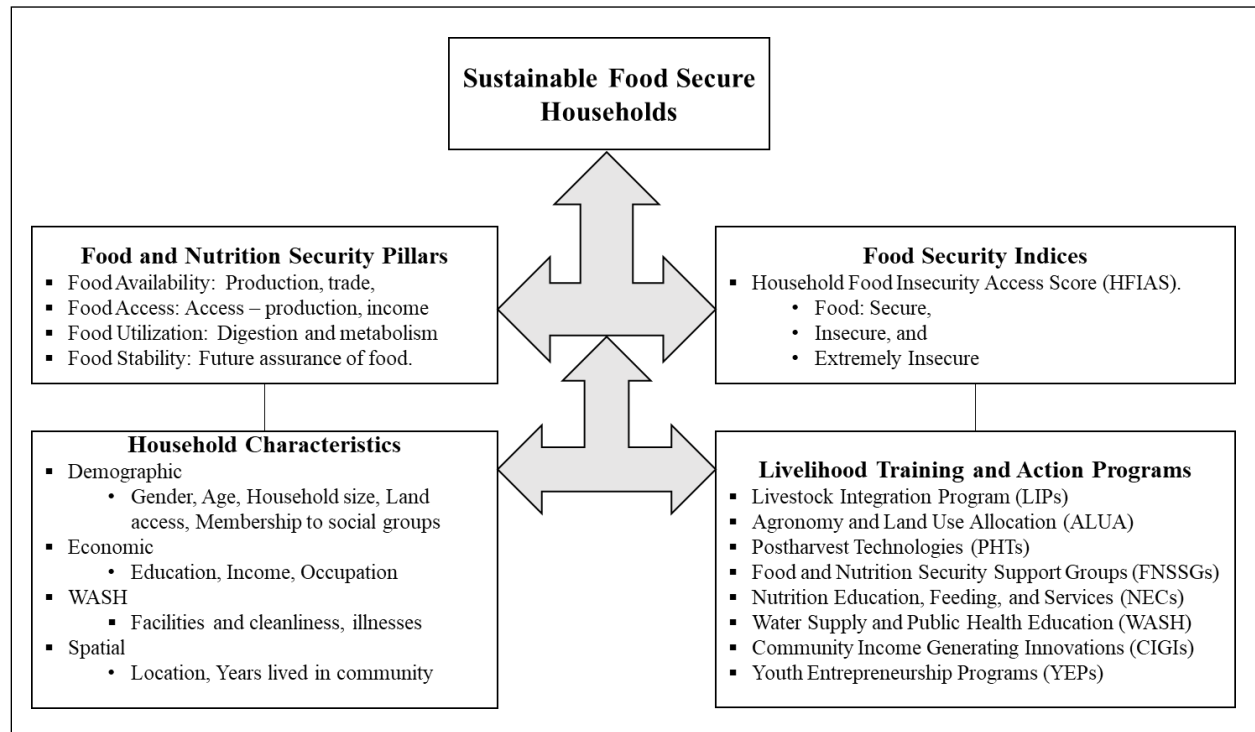 Sustainable Food Secure
Households
Food and Nutrition Security Pillars
▪ Food Availability: Production, trade,
▪ Food Access: Access – production, income
▪ Food Utilization: Digestion and metabolism
▪ Food Stability: Future assurance of food.
Food Security Indices
▪ Household Food Insecurity Access Score (HFIAS).
• Food: Secure,
• Insecure, and
• Extremely Insecure
Household Characteristics
▪ Demographic
• Gender, Age, Household size, Land
access, Membership to social groups
▪ Economic
• Education, Income, Occupation
▪ WASH
▪ Facilities and cleanliness, illnesses
▪ Spatial
• Location, Years lived in community
Livelihood Training and Action Programs
▪ Livestock Integration Program (LIPs)
▪ Agronomy and Land Use Allocation (ALUA)
▪ Postharvest Technologies (PHTs)
▪ Food and Nutrition Security Support Groups (FNSSGs)
▪ Nutrition Education, Feeding, and Services (NECs)
▪ Water Supply and Public Health Education (WASH)
▪ Community Income Generating Innovations (CIGIs)
▪ Youth Entrepreneurship Programs (YEPs)